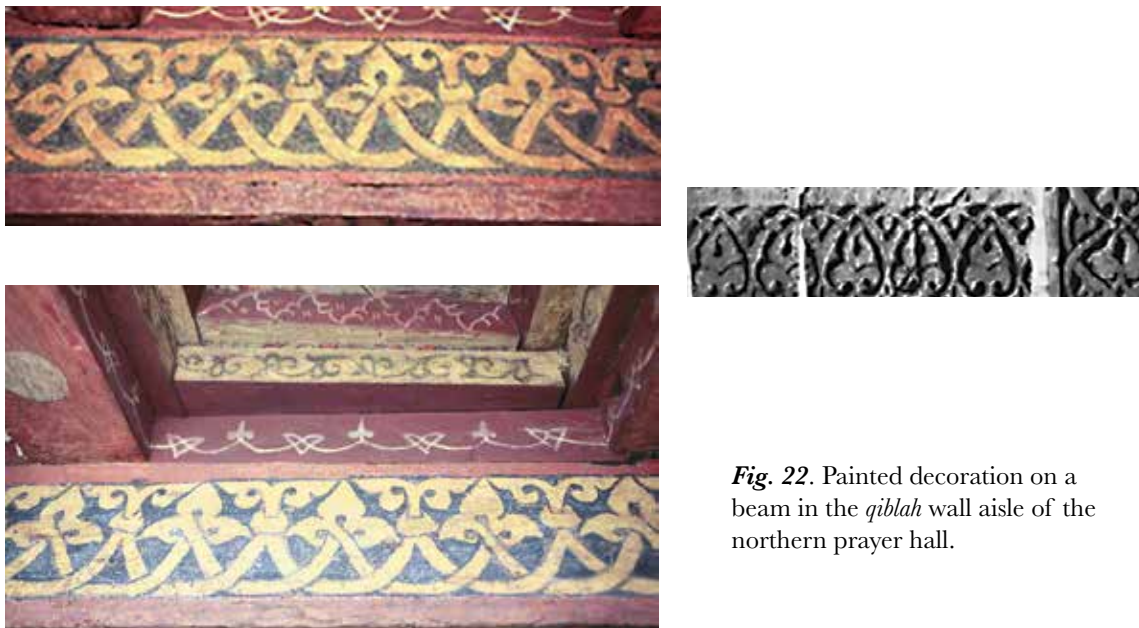 Fig. 22. Painted decoration on a
beam in the qiblah wall aisle of the
northern prayer hall.